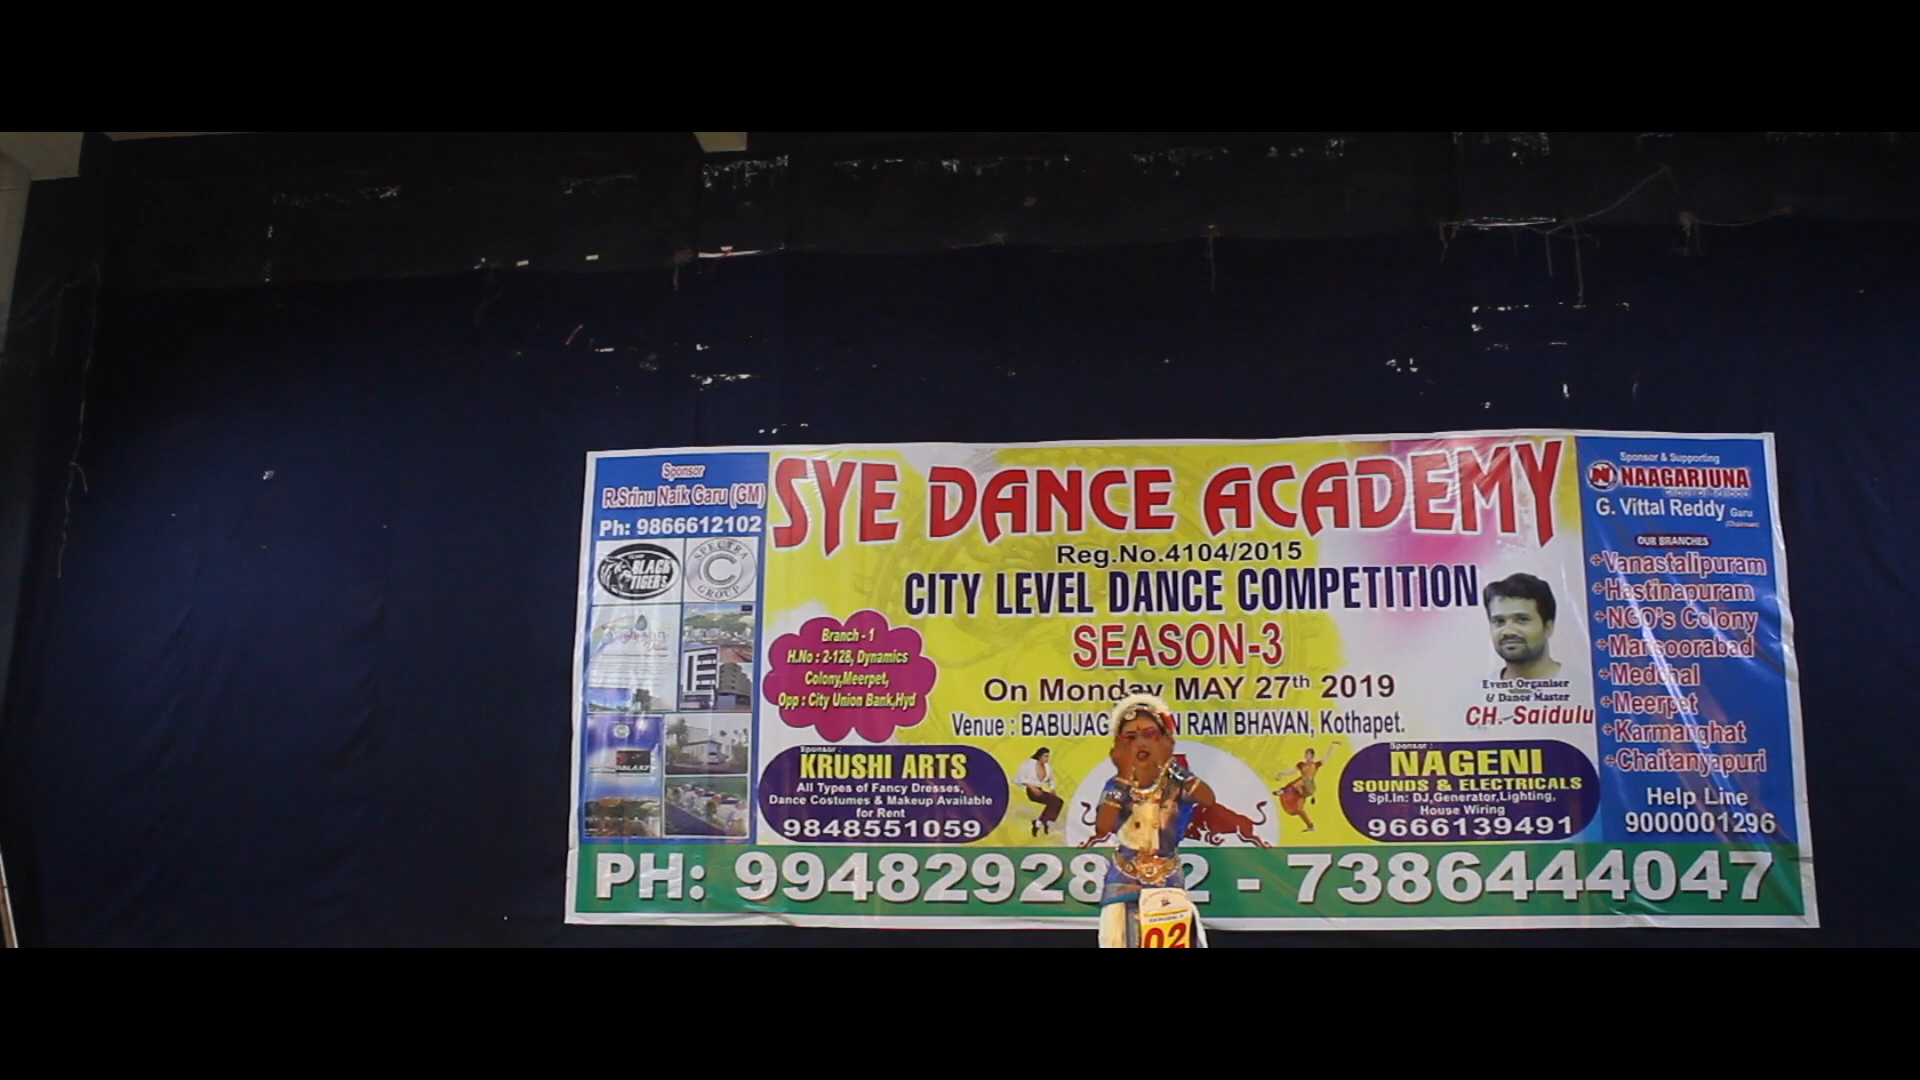 Sponsor
R.Srinu Naik Garu (GM)
Ph: 9866612102
BLACK
TIGERS
SPECTRA
C
GROUP
SYE DANCE ACADEMY
Reg.No.4104/2015
CITY LEVEL DANCE COMPETITION
SEASON-3
On Monday MAY 27th 2019
Venue : BABUJAG N RAM BHAVAN, Kothapet.
Branch - 1
H.No : 2-128, Dynamics
Colony,Meerpet,
Opp : City Union Bank,Hyd
Sponsor :
KRUSHI ARTS
All Types of Fancy Dresses,
Dance Costumes & Makeup Available
for Rent
9848551059
Event Organiser
& Dance Master
CH. Saidulu
Sponsor :
NAGENI
SOUNDS & ELECTRICALS
Spl.In: DJ,Generator,Lighting,
House Wiring
9666139491
Sponsor & Supporting
N NAAGARJUNA
G. Vittal Reddy Garu
(Chairman)
OUR BRANCHES
+Vanastalipuram
+Hastinapuram
+NGO's Colony
+Mansoorabad
+Medchal
+Meerpet
+Karmanghat
+Chaitanyapuri
Help Line
9000001296
PH: 99482928 2 - 7386444047
02